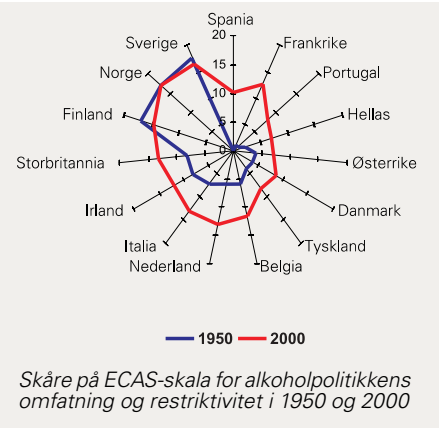 Spania
20
Sverige
Frankrike
15
Norge
Portugal
10
Finland
Hellas
5
0
Storbritannia
Østerrike
Irland
Danmark
Italia
Tyskland
Nederland
Belgia
1950
2000
Skåre på ECAS-skala for alkoholpolitikkens
omfatning og restriktivitet i 1950 og 2000